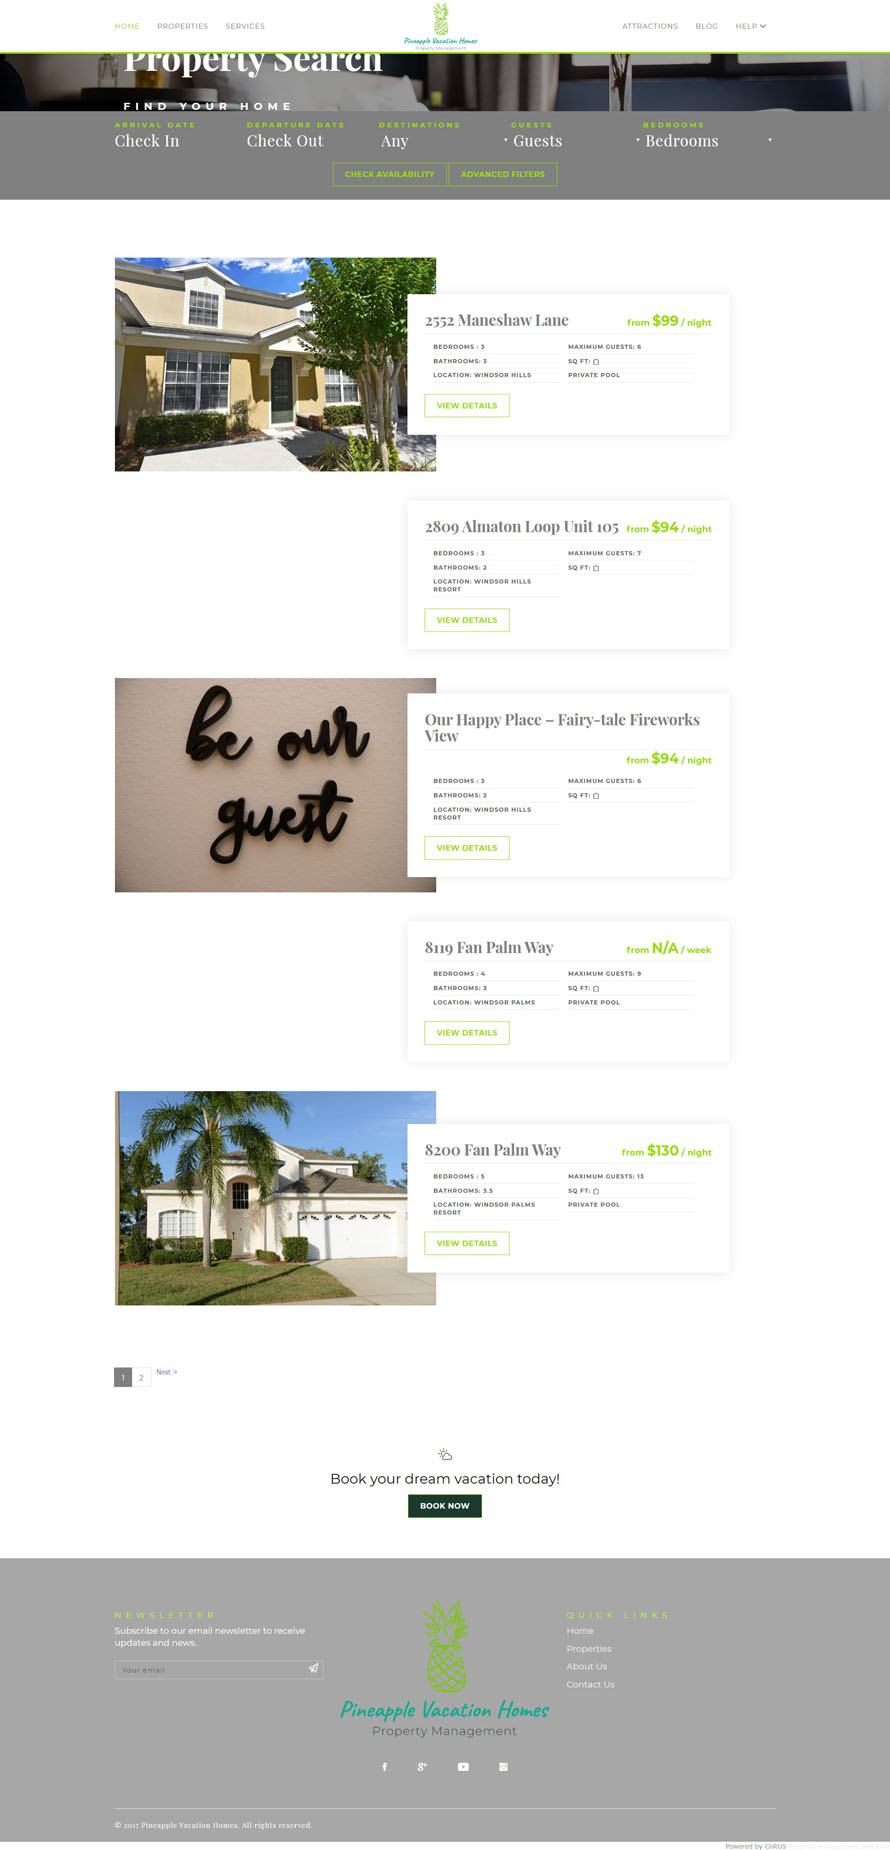 HOME PROPERTIES SERVICES
Pineapple Vacation Homes
Property Management
ATTRACTIONS BLOG HELP
Property Search
FIND YOUR HOME
ARRIVAL DATE DEPARTURE DATE DESTINATIONS GUESTS BEDROOMS
Check In Check Out Any Guests Bedrooms
CHECK AVAILABILITY ADVANCED FILTERS
2552 Maneshaw Lane from $99 / night
BEDROOMS : 3 MAXIMUM GUESTS: 6
BATHROOMS: 3 SQ FT:
LOCATION: WINDSOR HILLS PRIVATE POOL
VIEW DETAILS
2809 Almaton Loop Unit 105 from $94 / night
BEDROOMS : 3 MAXIMUM GUESTS: 7
BATHROOMS: 2 SQ FT:
LOCATION: WINDSOR HILLS
RESORT
VIEW DETAILS
be our
guest
Our Happy Place – Fairy-tale Fireworks
View
from $94 / night
BEDROOMS : 3 MAXIMUM GUESTS: 6
BATHROOMS: 2 SQ FT:
LOCATION: WINDSOR HILLS
RESORT
VIEW DETAILS
8119 Fan Palm Way from N/A / week
BEDROOMS : 4 MAXIMUM GUESTS: 9
BATHROOMS: 3 SQ FT:
LOCATION: WINDSOR PALMS PRIVATE POOL
VIEW DETAILS
8200 Fan Palm Way from $130 / night
BEDROOMS : 5 MAXIMUM GUESTS: 13
BATHROOMS: 3.5 SQ FT:
LOCATION: WINDSOR PALMS PRIVATE POOL
RESORT
VIEW DETAILS
1 2 Next >
Book your dream vacation today!
BOOK NOW
NEWSLETTER
Subscribe to our email newsletter to receive
updates and news.
Your email
Pineapple Vacation Homes
Property Management
QUICK LINKS
Home
Properties
About Us
Contact Us
© 2017 Pineapple Vacation Homes. All rights reserved.
Powered by CiiRUS